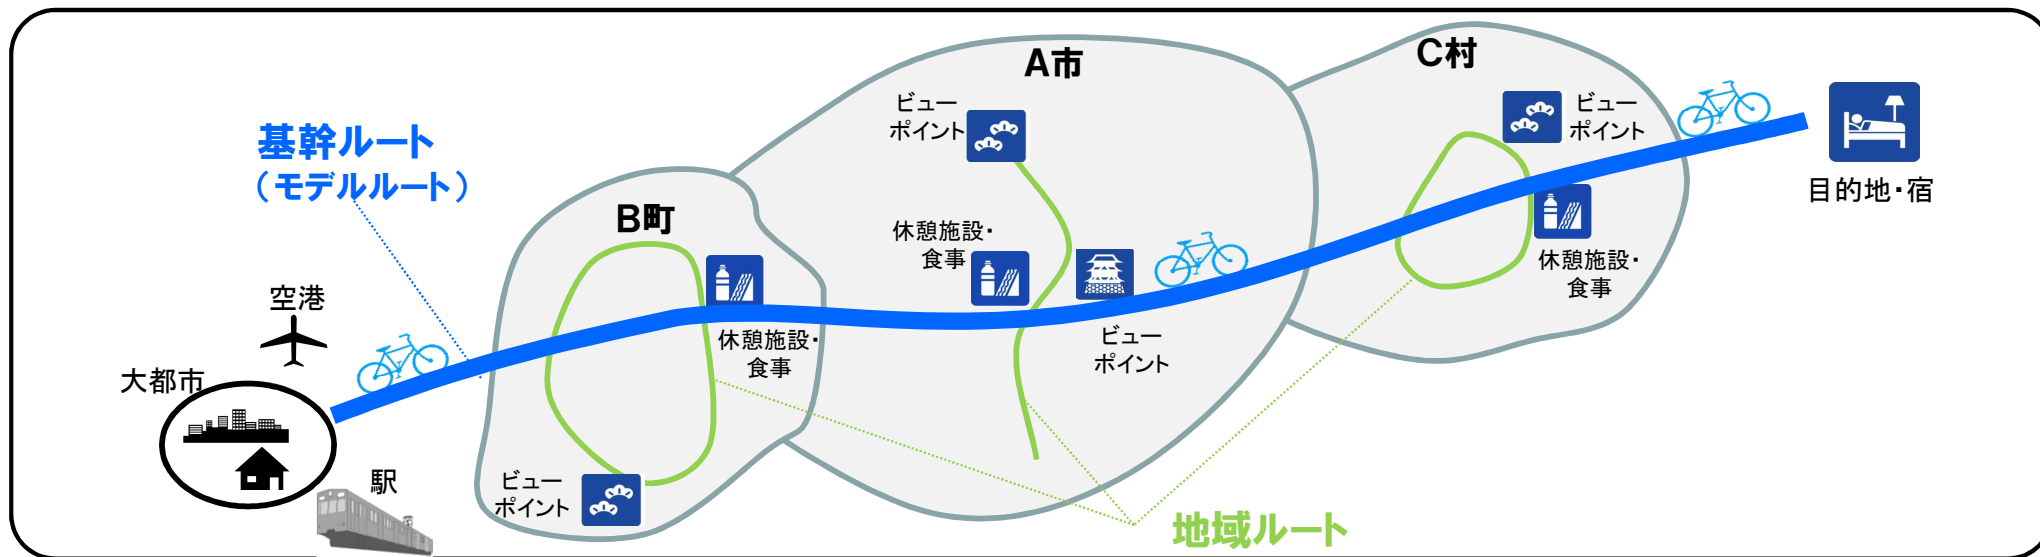 基幹ルート
（モデルルート）
空港
大都市
駅
B町
休憩施設・
食事
ビュー
ポイント
A市
ビュー
ポイント
休憩施設・
食事
ビュー
ポイント
C村
ビュー
ポイント
休憩施設・
食事
目的地・宿
地域ルート